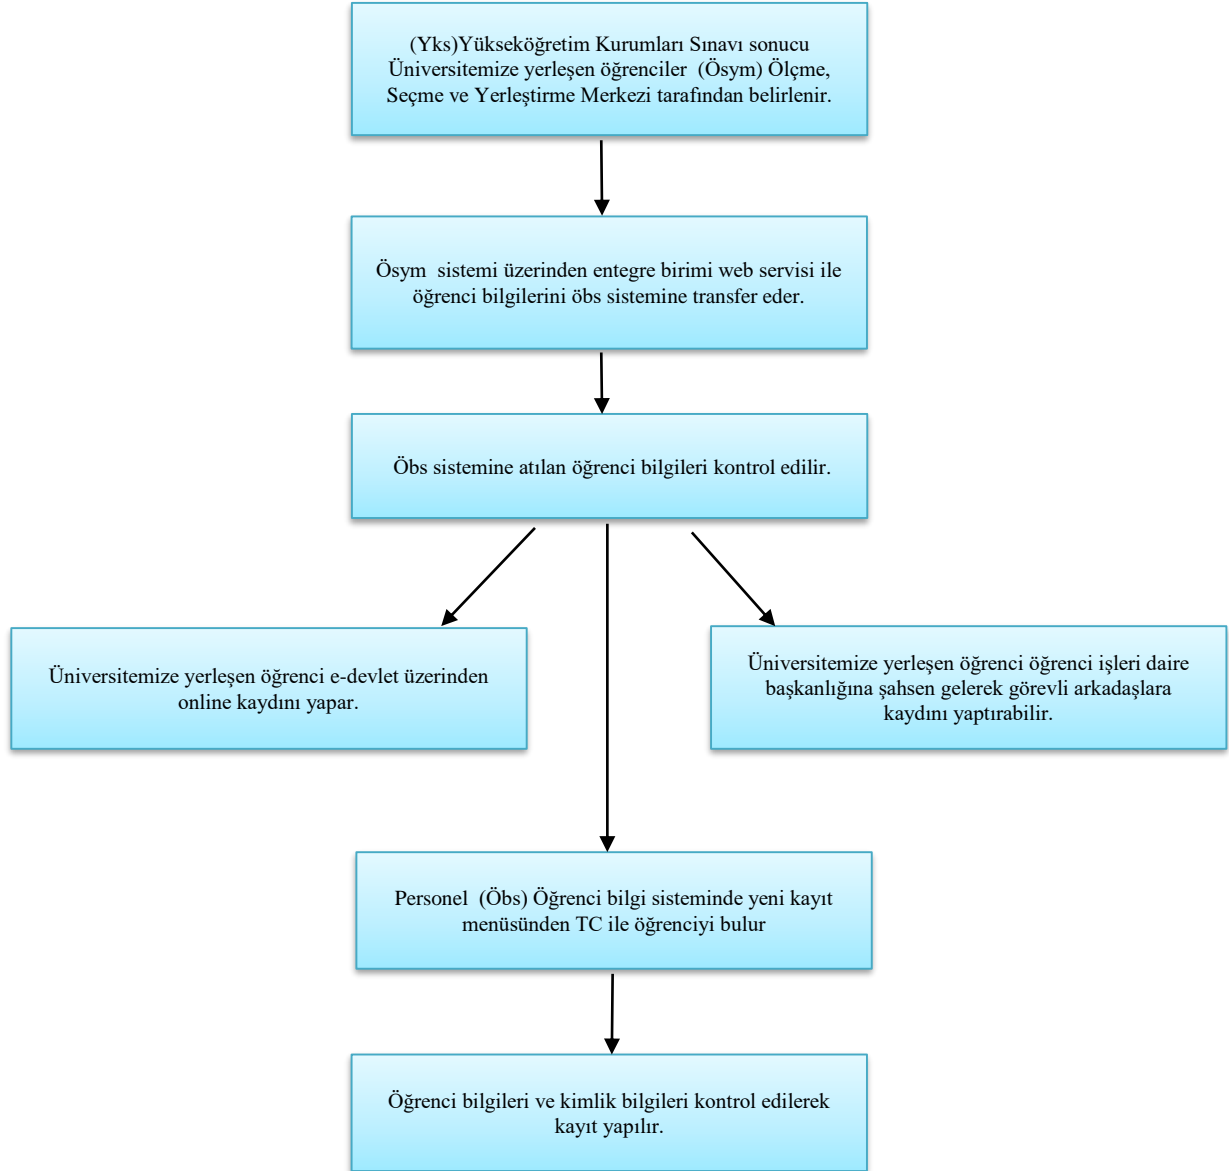 (Yks)Yükseköğretim Kurumları Sınavı sonucu
Üniversitemize yerleşen öğrenciler  (Ösym) Ölçme,
Seçme ve Yerleştirme Merkezi tarafından belirlenir.
Ösym  sistemi üzerinden entegre birimi web servisi ile
öğrenci bilgilerini öbs sistemine transfer eder.
Öbs sistemine atılan öğrenci bilgileri kontrol edilir.
Üniversitemize yerleşen öğrenci e-devlet üzerinden
online kaydını yapar.
Üniversitemize yerleşen öğrenci öğrenci işleri daire
başkanlığına şahsen gelerek görevli arkadaşlara
kaydını yaptırabilir.
Personel  (Öbs) Öğrenci bilgi sisteminde yeni kayıt
menüsünden TC ile öğrenciyi bulur
Öğrenci bilgileri ve kimlik bilgileri kontrol edilerek
kayıt yapılır.